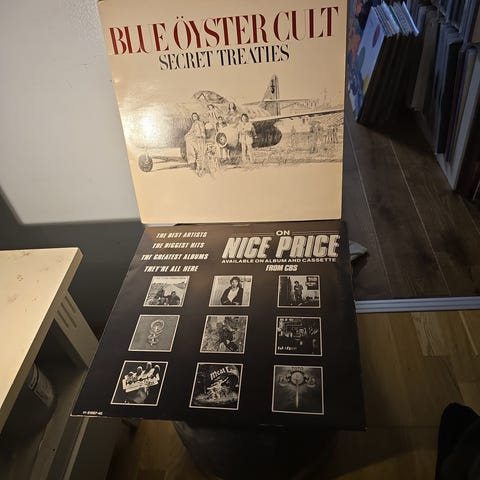 BLUE ÖYSTER CULT
SECRET TREATIES
THE BEST ARTISTS
THE BIGGEST HITS
THE GREATEST ALBUMS
THEY'RE ALL HERE
ON
NICE PRICE
AVAILABLE ON ALBUM AND CASSETTE
FROM CBS